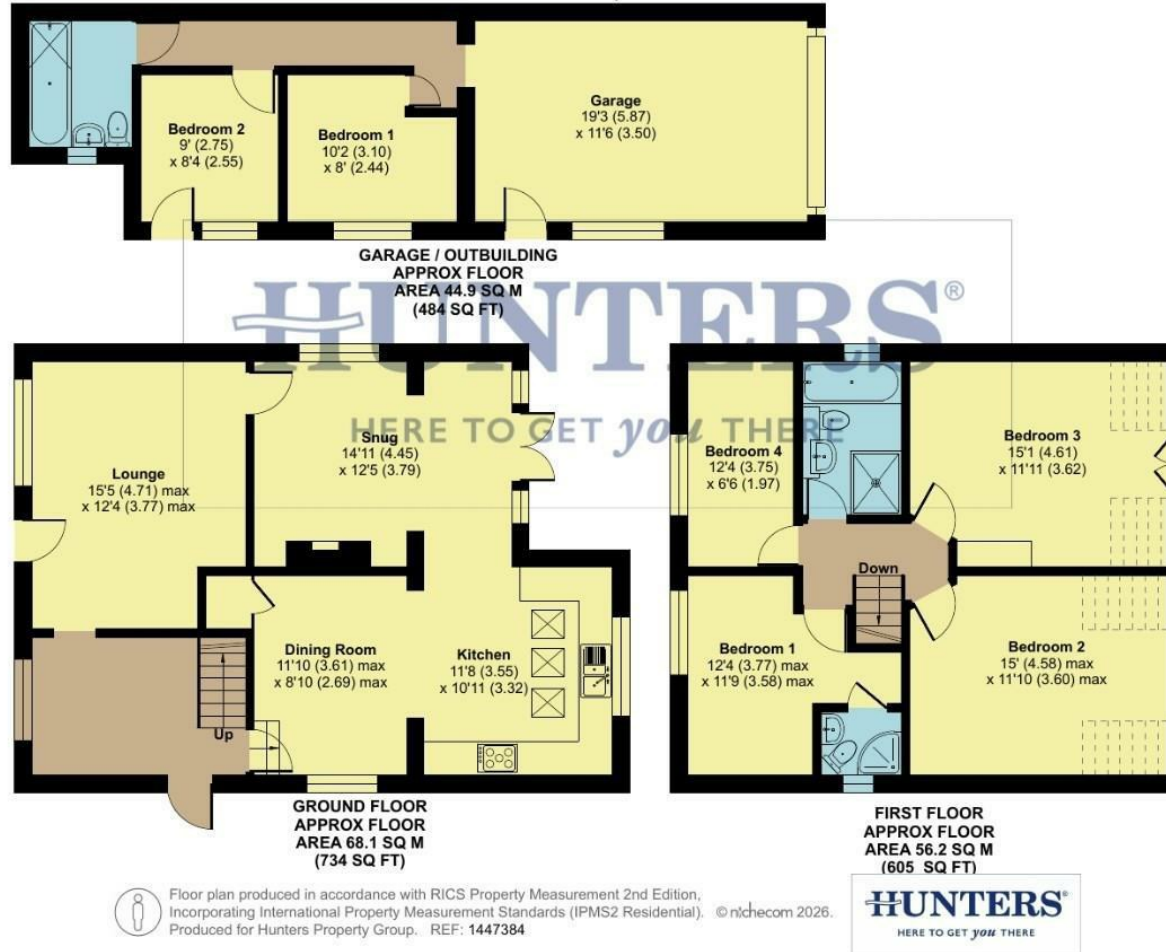 Bedroom 2
9' (2.75)
x 8'4 (2.55)
Bedroom 1
10'2 (3.10)
x 8' (2.44)
Garage
19'3 (5.87)
x 11'6 (3.50)
GARAGE / OUTBUILDING
APPROX FLOOR
AREA 44.9 SQ M
(484 SQ FT)
HUNTERS®
HERE TO GET you THERE
Lounge
15'5 (4.71) max
x 12'4 (3.77) max
Snug
14'11 (4.45)
x 12'5 (3.79)
Dining Room
11'10 (3.61) max
x 8'10 (2.69) max
Kitchen
11'8 (3.55)
x 10'11 (3.32)
Up
GROUND FLOOR
APPROX FLOOR
AREA 68.1 SQ M
(734 SQ FT)
Bedroom 4
12'4 (3.75)
x 6'6 (1.97)
Bedroom 3
15'1 (4.61)
x 11'11 (3.62)
Down
Bedroom 1
12'4 (3.77) max
x 11'9 (3.58) max
Bedroom 2
15' (4.58) max
x 11'10 (3.60) max
FIRST FLOOR
APPROX FLOOR
AREA 56.2 SQ M
(605 SQ FT)
Floor plan produced in accordance with RICS Property Measurement 2nd Edition,
Incorporating International Property Measurement Standards (IPMS2 Residential). © nichecom 2026.
Produced for Hunters Property Group. REF: 1447384
HUNTERS®
HERE TO GET you THERE